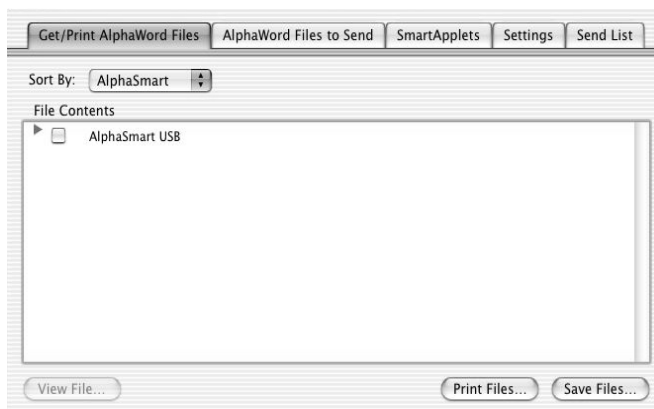 Get/Print AlphaWord Files AlphaWord Files to Send SmartApplets Settings Send List
Sort By: AlphaSmart
File Contents
AlphaSmart USB
View File... Print Files... Save Files...